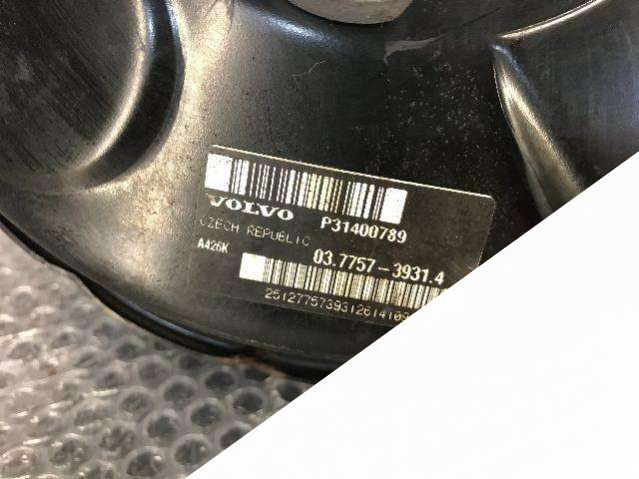 VOLVO P31400789
CZECH REPUBLIC
A426K 03.7757-3931.4